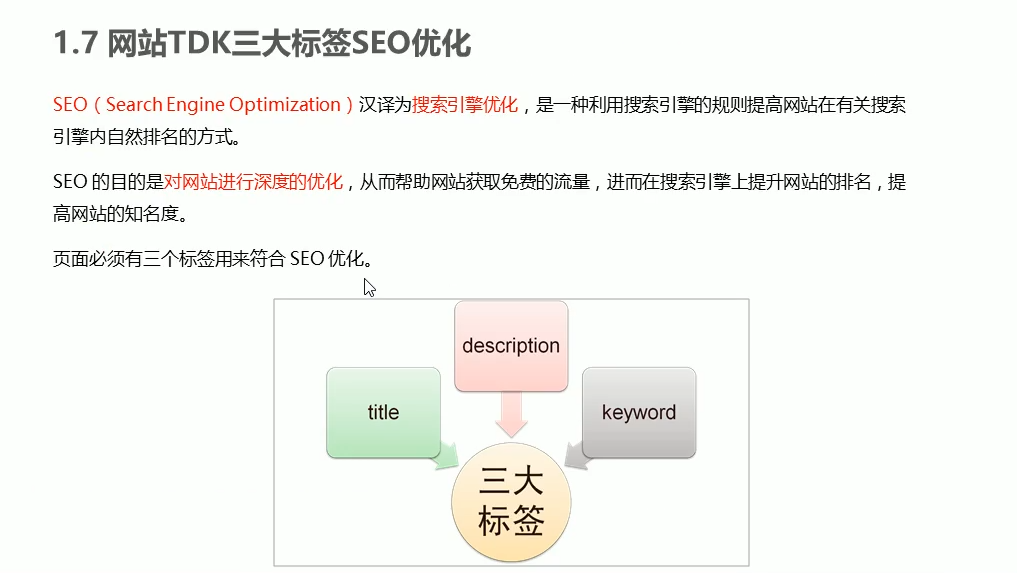 1.7 网站TDK三大标签SEO优化
SEO（Search Engine Optimization）汉译为搜索引擎优化，是一种利用搜索引擎的规则提高网站在有关搜索
引擎内自然排名的方式。
SEO 的目的是对网站进行深度的优化，从而帮助网站获取免费的流量，进而在搜索引擎上提升网站的排名，提
高网站的知名度。
页面必须有三个标签用来符合 SEO 优化。
description
title
keyword
三大
标签